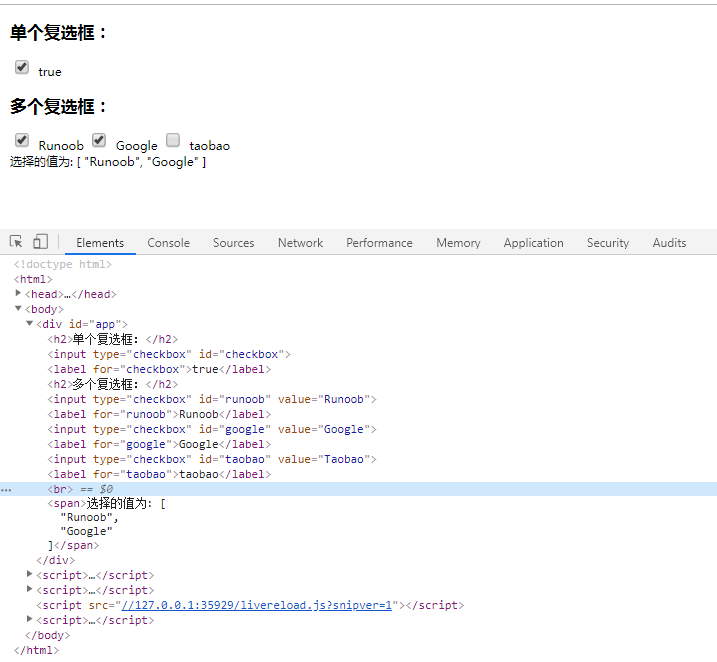 单个复选框：
true
多个复选框：
Runoob Google taobao
选择的值为: [ "Runoob", "Google" ]
Elements Console Sources Network Performance Memory Application Security Audits
<!doctype html>
<html>
<head>…</head>
<body>
<div id="app">
<h2>单个复选框：</h2>
<input type="checkbox" id="checkbox">
<label for="checkbox">true</label>
<h2>多个复选框：</h2>
<input type="checkbox" id="runoob" value="Runoob">
<label for="runoob">Runoob</label>
<input type="checkbox" id="google" value="Google">
<label for="google">Google</label>
<input type="checkbox" id="taobao" value="Taobao">
<label for="taobao">taobao</label>
… <br> == $0
<span>选择的值为: [
"Runoob",
"Google"
]</span>
</div>
<script>…</script>
<script>…</script>
<script src="//127.0.0.1:35929/livereload.js?snipver=1"></script>
<script>…</script>
</body>
</html>